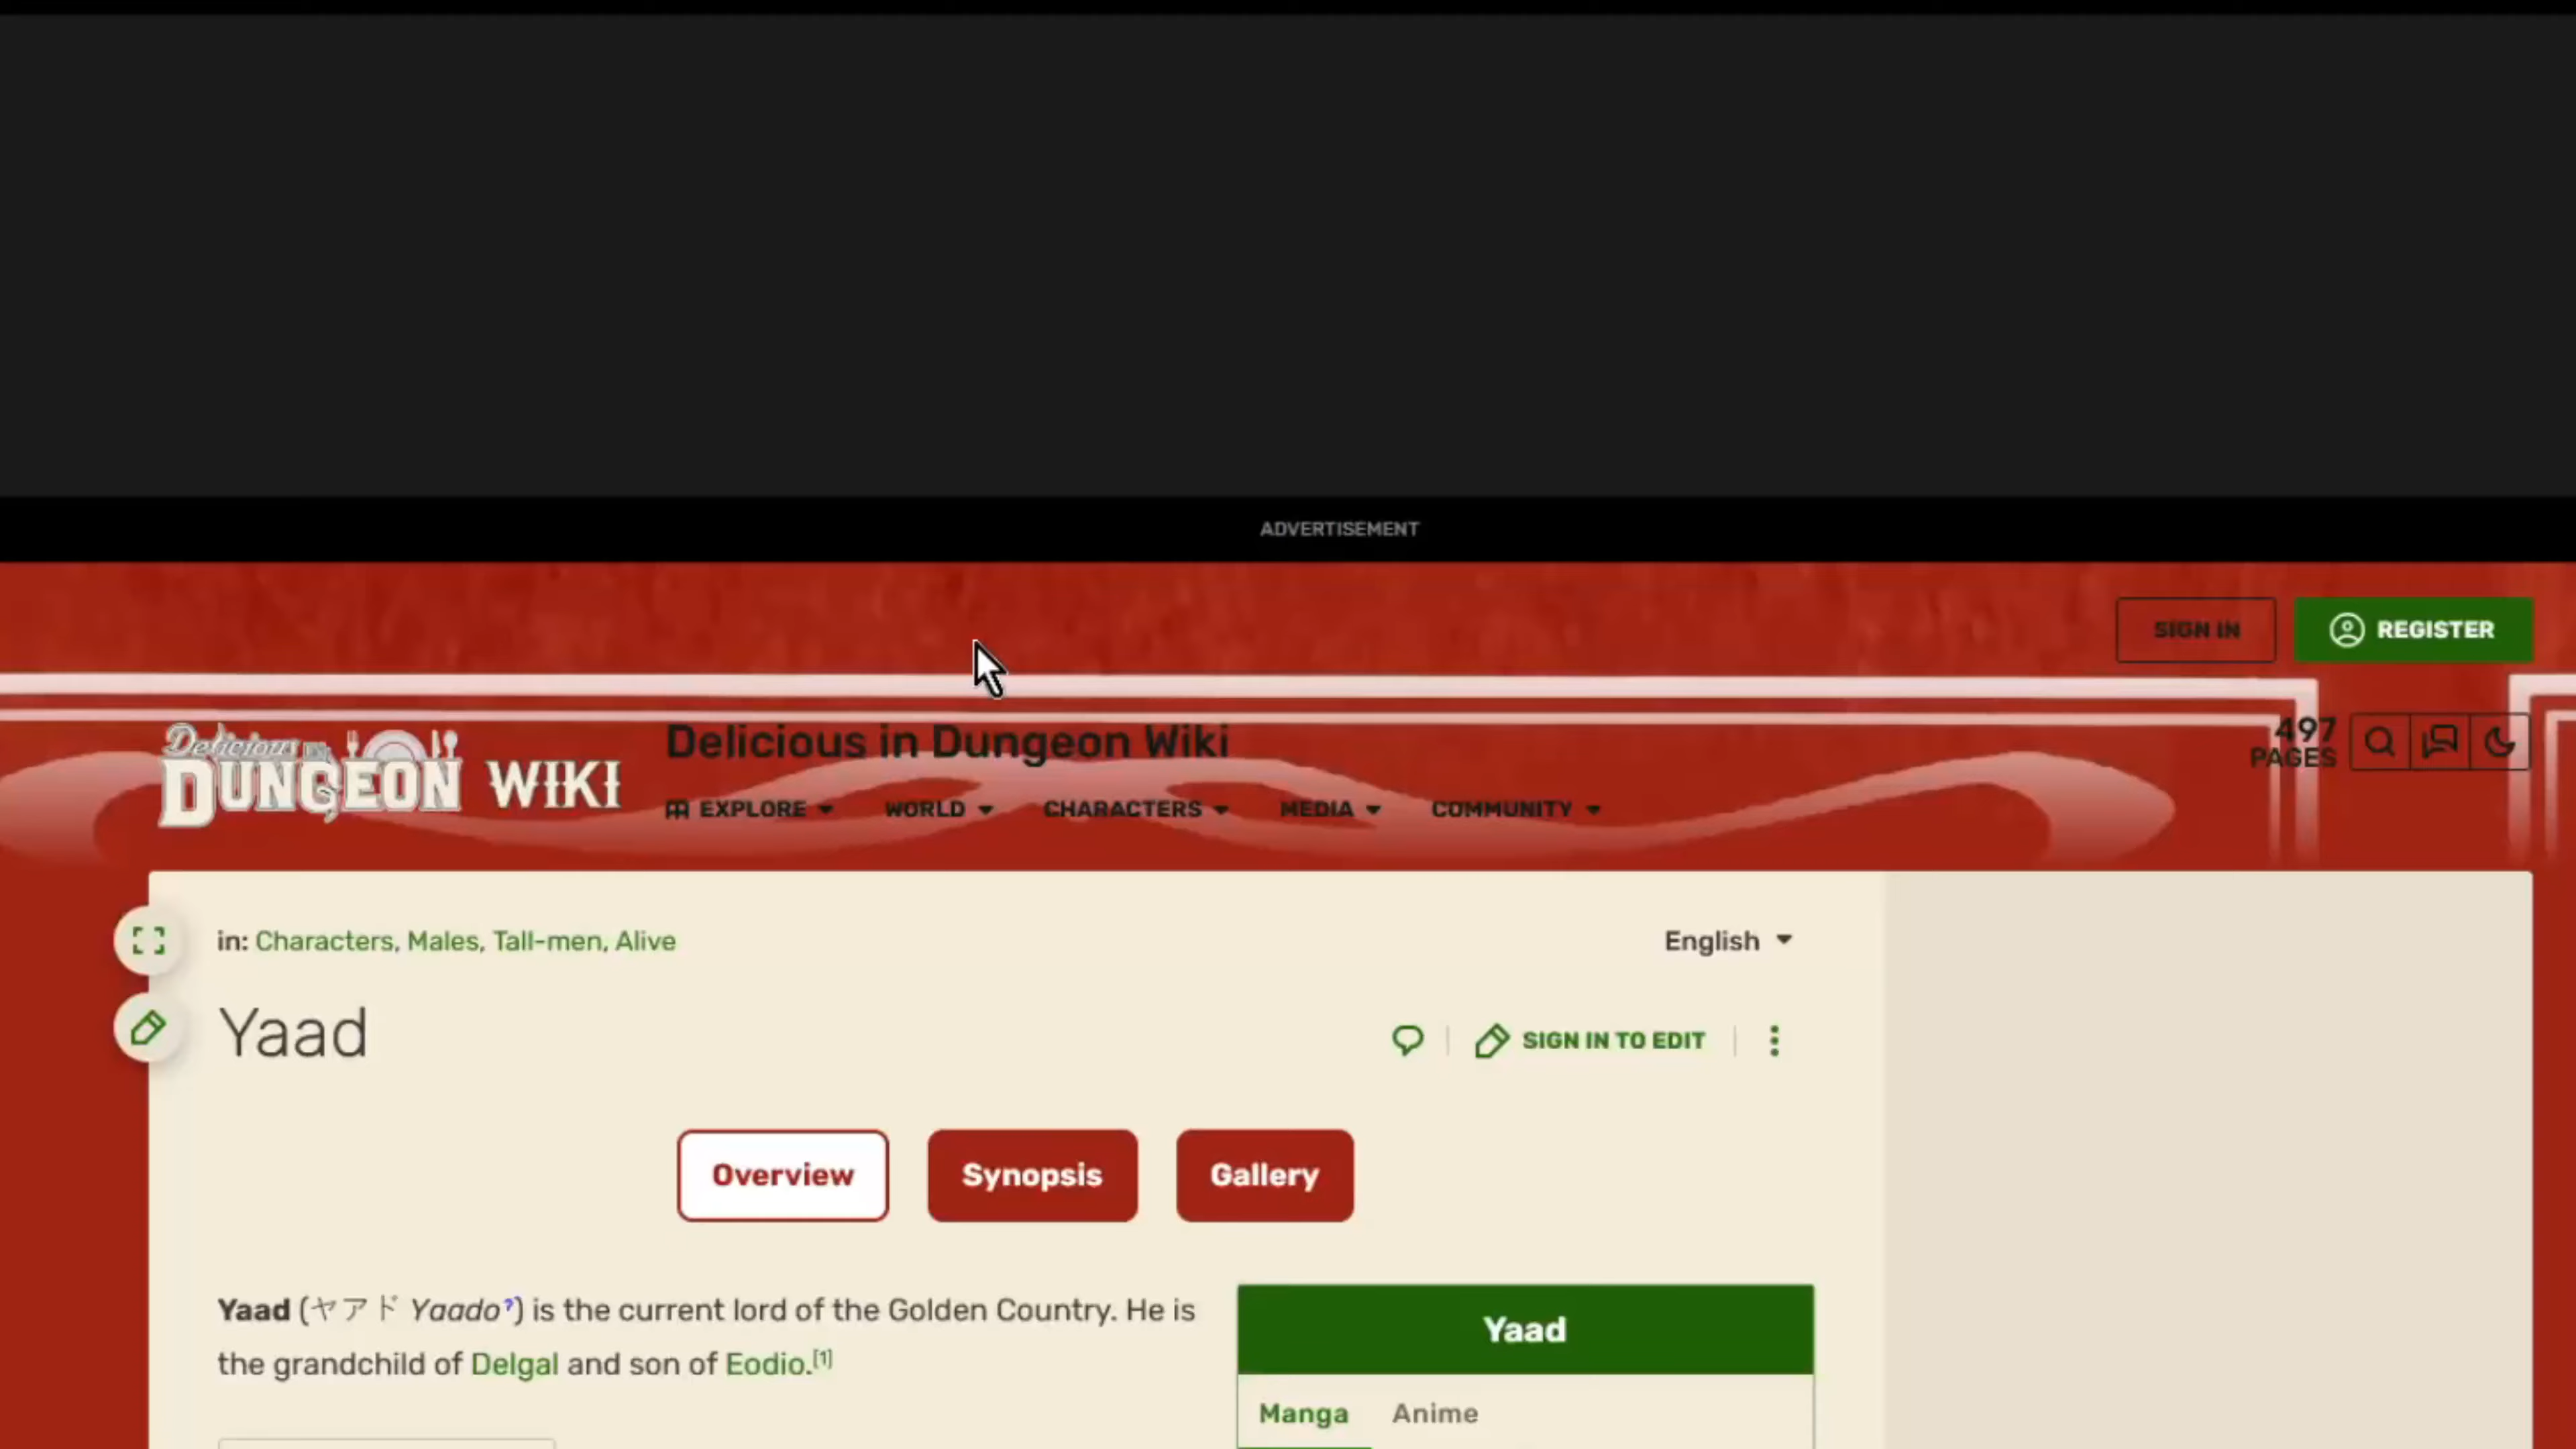 ADVERTISEMENT
SIGN IN
REGISTER
Delicious in DUNGEON WIKI
Delicious in Dungeon Wiki
497 PAGES
EXPLORE WORLD CHARACTERS MEDIA COMMUNITY
in: Characters, Males, Tall-men, Alive
English
Yaad
SIGN IN TO EDIT
Overview Synopsis Gallery
Yaad (ヤアド Yaado?) is the current lord of the Golden Country. He is
the grandchild of Delgal and son of Eodio.[1]
Yaad
Manga Anime